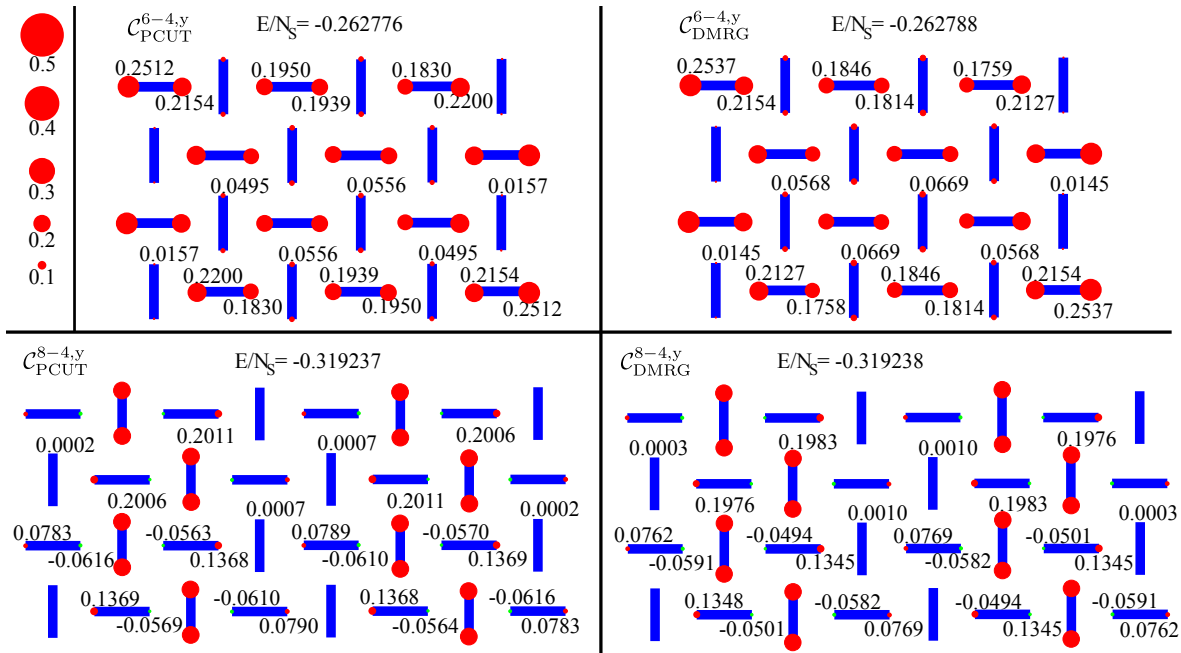 0.5
0.4
0.3
0.2
0.1
C^{6-4,y}_{PCUT} E/N_S= -0.262776
0.2512 0.1950 0.1830
0.2154 0.1939 0.2200
0.0495 0.0556 0.0157
0.0157 0.0556 0.0495
0.2200 0.1939 0.2154
0.1830 0.1950 0.2512
C^{6-4,y}_{DMRG} E/N_S= -0.262788
0.2537 0.1846 0.1759
0.2154 0.1814 0.2127
0.0568 0.0669 0.0145
0.0145 0.0669 0.0568
0.2127 0.1846 0.2154
0.1758 0.1814 0.2537
C^{8-4,y}_{PCUT} E/N_S= -0.319237
0.0002 0.2011 0.0007 0.2006
0.2006 0.0007 0.2011 0.0002
0.0783 -0.0563 0.0789 -0.0570
-0.0616 0.1368 -0.0610 0.1369
0.1369 -0.0610 0.1368 -0.0616
-0.0569 0.0790 -0.0564 0.0783
C^{8-4,y}_{DMRG} E/N_S= -0.319238
0.0003 0.1983 0.0010 0.1976
0.1976 0.0010 0.1983 0.0003
0.0762 -0.0494 0.0769 -0.0501
-0.0591 0.1345 -0.0582 0.1345
0.1348 -0.0582 -0.0494 -0.0591
-0.0501 0.0769 0.1345 0.0762